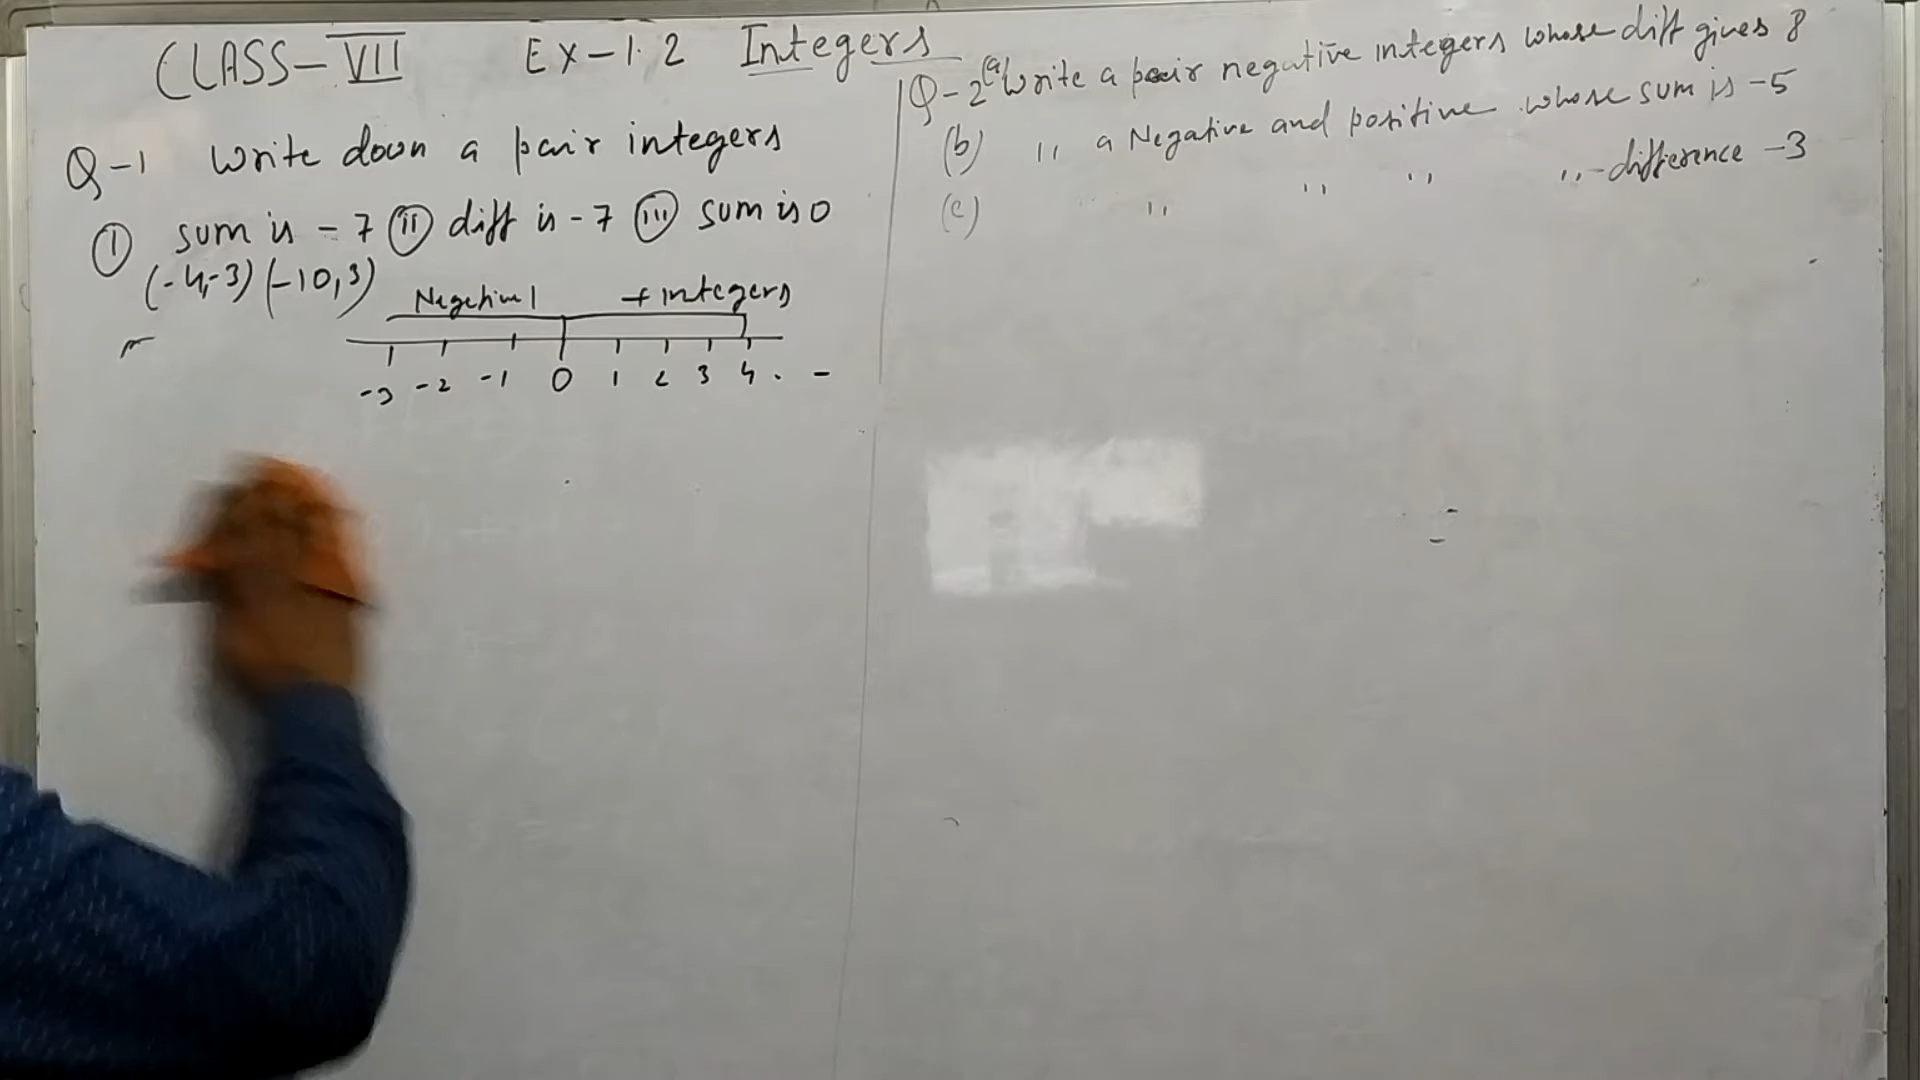 CLASS-VII Ex-1.2 Integers
Q-1 Write down a pair integers
(i) sum is -7 (ii) diff is -7 (iii) sum is 0
(-4,-3) (-10,3)
Negative I + integers
-3 -2 -1 0 1 2 3 4 . -
Q-2 (a) Write a pair negative integers whose diff gives 8
(b) ,, a Negative and positive whose sum is -5
(c) ,, ,, ,, ,, -difference -3